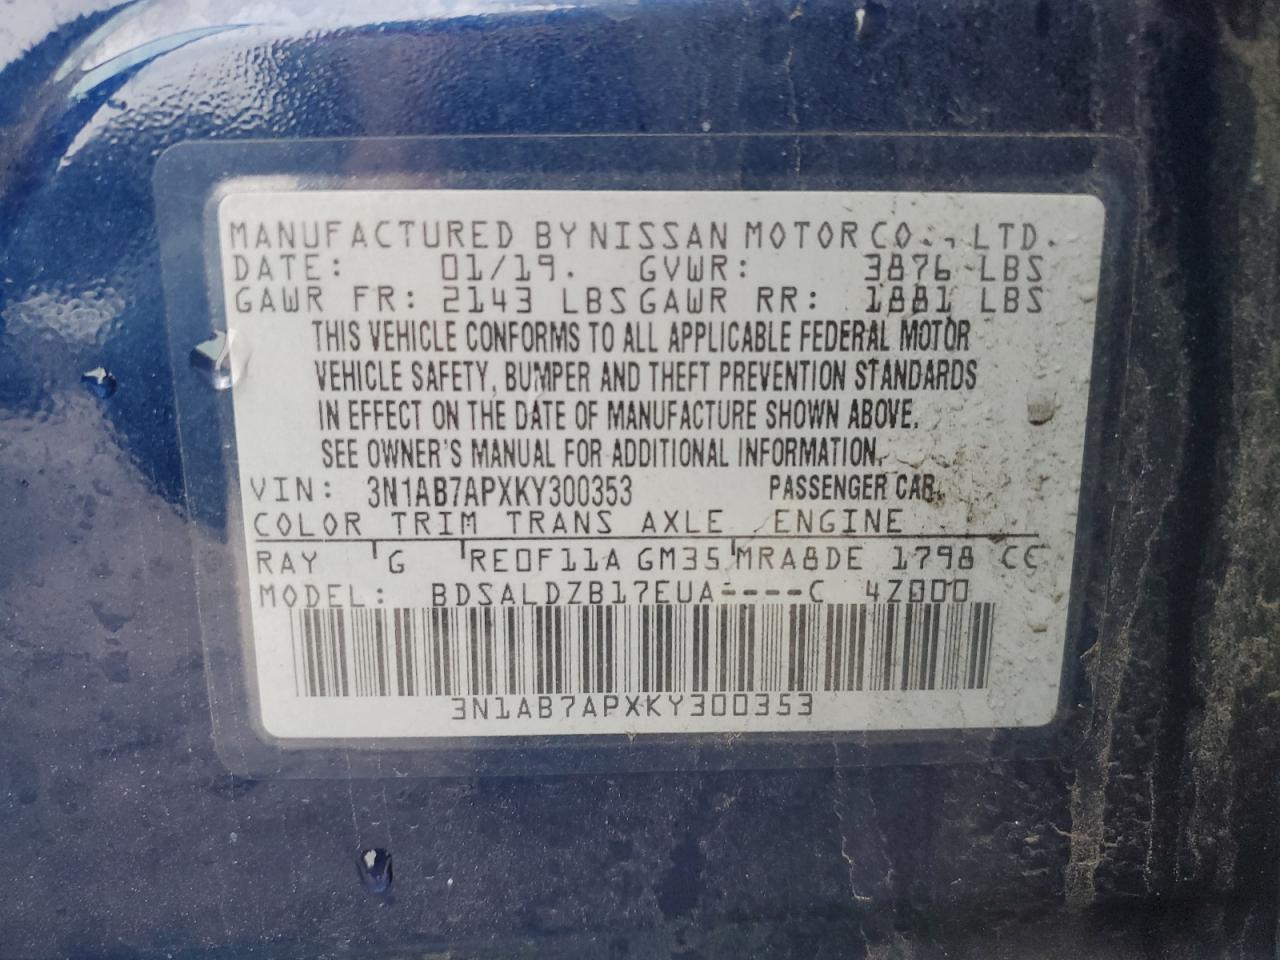 MANUFACTURED BY NISSAN MOTOR CO., LTD.
DATE: 01/19. GVWR: 3876 LBS
GAWR FR: 2143 LBS GAWR RR: 1881 LBS
THIS VEHICLE CONFORMS TO ALL APPLICABLE FEDERAL MOTOR
VEHICLE SAFETY, BUMPER AND THEFT PREVENTION STANDARDS
IN EFFECT ON THE DATE OF MANUFACTURE SHOWN ABOVE.
SEE OWNER'S MANUAL FOR ADDITIONAL INFORMATION.
VIN: 3N1AB7APXKY300353 PASSENGER CAR
COLOR TRIM TRANS AXLE ENGINE
RAY G RE0F11A GM35 MRA8DE 1798 CC
MODEL: BDSALDZB17EUA----C 4Z000
3N1AB7APXKY300353